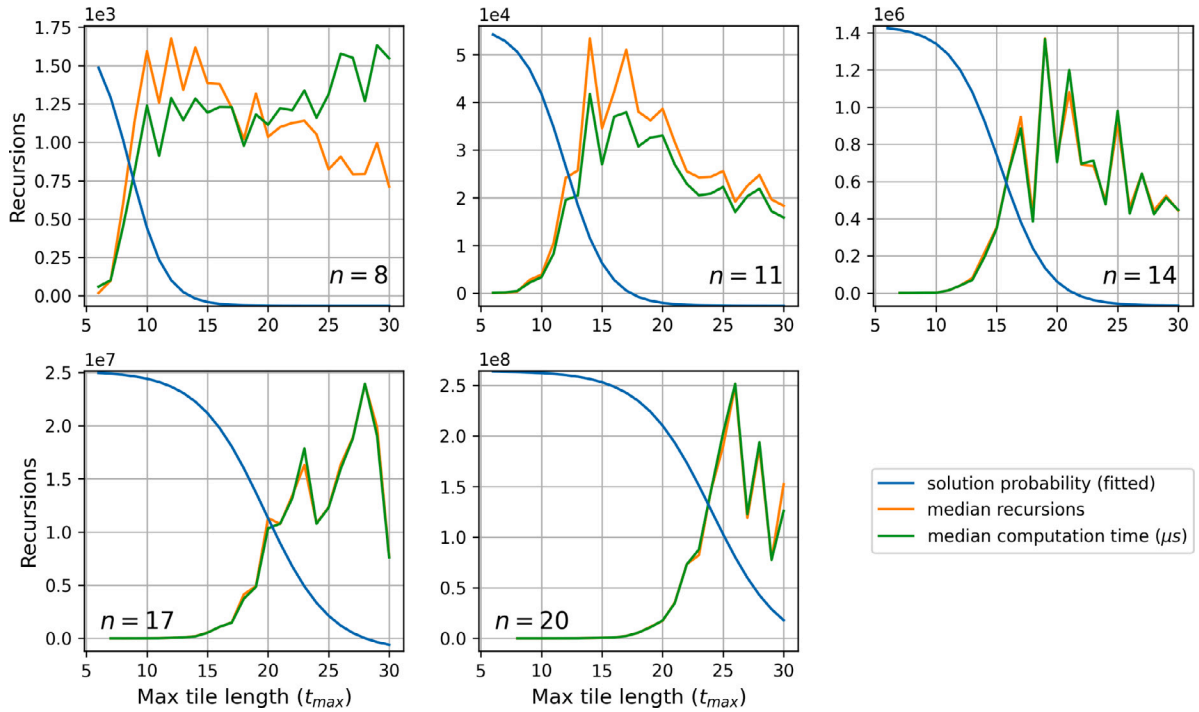 1e3
Recursions
1.75
1.50
1.25
1.00
0.75
0.50
0.25
0.00
n = 8
5 10 15 20 25 30
1e4
5
4
3
2
1
0
n = 11
5 10 15 20 25 30
1e6
1.4
1.2
1.0
0.8
0.6
0.4
0.2
0.0
n = 14
5 10 15 20 25 30
1e7
Recursions
2.5
2.0
1.5
1.0
0.5
0.0
n = 17
5 10 15 20 25 30
Max tile length (t_max)
1e8
2.5
2.0
1.5
1.0
0.5
0.0
n = 20
5 10 15 20 25 30
Max tile length (t_max)
solution probability (fitted)
median recursions
median computation time (μs)